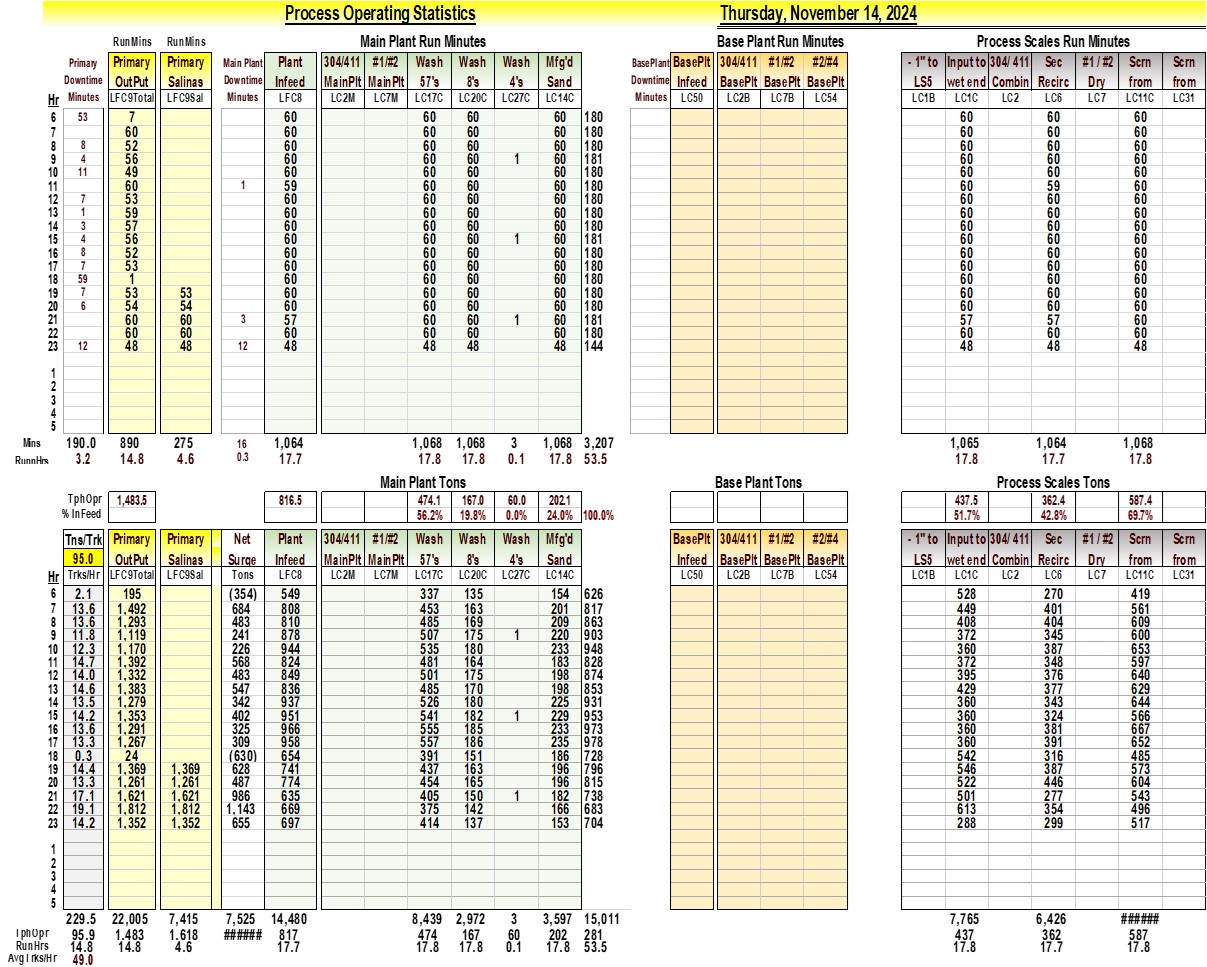 Process Operating Statistics Thursday, November 14, 2024
RunMins RunMins Main Plant Run Minutes Base Plant Run Minutes Process Scales Run Minutes
Primary Primary Primary Main Plant Plant 304/411 #1/#2 Wash Wash Wash Mfg'd BasePlant BasePlt 304/411 #1/#2 #2/#4 - 1" to Input to 304/ 411 Sec #1 / #2 Scrn Scrn
Downtime OutPut Salinas Downtime Infeed MainPlt MainPlt 57's 8's 4's Sand Downtime Infeed BasePlt BasePlt BasePlt LS5 wet end Combin Recirc Dry from from
Hr Minutes LFC9Total LFC9Sal Minutes LFC8 LC2M LC7M LC17C LC20C LC27C LC14C Minutes LC50 LC2B LC7B LC54 LC1B LC1C LC2 LC6 LC7 LC11C LC31
6 53 7 60 60 60 60 180 60 60 60
7 60 60 60 60 60 180 60 60 60
8 8 52 60 60 60 60 180 60 60 60
9 4 56 60 60 60 1 60 181 60 60 60
10 11 49 60 60 60 60 180 60 60 60
11 60 1 59 60 60 60 180 60 59 60
12 7 53 60 60 60 60 180 60 60 60
13 1 59 60 60 60 60 180 60 60 60
14 3 57 60 60 60 60 180 60 60 60
15 4 56 60 60 60 1 60 181 60 60 60
16 8 52 60 60 60 60 180 60 60 60
17 7 53 60 60 60 60 180 60 60 60
18 59 1 60 60 60 60 180 60 60 60
19 7 53 53 60 60 60 60 180 60 60 60
20 6 54 54 60 60 60 60 180 60 60 60
21 60 60 3 57 60 60 1 60 181 57 57 60
22 60 60 60 60 60 60 180 60 60 60
23 12 48 48 12 48 48 48 48 144 48 48 48
1
2
3
4
5
Mins 190.0 890 275 16 1,064 1,068 1,068 3 1,068 3,207 1,065 1,064 1,068
RunnHrs 3.2 14.8 4.6 0.3 17.7 17.8 17.8 0.1 17.8 53.5 17.8 17.7 17.8
Main Plant Tons Base Plant Tons Process Scales Tons
TphOpr 1,483.5 816.5 474.1 167.0 60.0 202.1 437.5 362.4 587.4
% InFeed 56.2% 19.8% 0.0% 24.0% 100.0% 51.7% 42.8% 69.7%
Tns/Trk Primary Primary Net Plant 304/411 #1/#2 Wash Wash Wash Mfg'd BasePlt 304/411 #1/#2 #2/#4 - 1" to Input to 304/ 411 Sec #1 / #2 Scrn Scrn
95.0 OutPut Salinas Surge Infeed MainPlt MainPlt 57's 8's 4's Sand Infeed BasePlt BasePlt BasePlt LS5 wet end Combin Recirc Dry from from
Hr Trks/Hr LFC9Total LFC9Sal Tons LFC8 LC2M LC7M LC17C LC20C LC27C LC14C LC50 LC2B LC7B LC54 LC1B LC1C LC2 LC6 LC7 LC11C LC31
6 2.1 195 (354) 549 337 135 154 626 528 270 419
7 13.6 1,492 684 808 453 163 201 817 449 401 561
8 13.6 1,293 483 810 485 169 209 863 408 404 609
9 11.8 1,119 241 878 507 175 1 220 903 372 345 600
10 12.3 1,170 226 944 535 180 233 948 360 387 653
11 14.7 1,392 568 824 481 164 183 828 372 348 597
12 14.0 1,332 483 849 501 175 198 874 395 376 640
13 14.6 1,383 547 836 485 170 198 853 429 377 629
14 13.5 1,279 342 937 526 180 225 931 360 343 644
15 14.2 1,353 402 951 541 182 1 229 953 360 324 566
16 13.6 1,291 325 966 555 185 233 973 360 381 667
17 13.3 1,267 309 958 557 186 235 978 360 391 652
18 0.3 24 (630) 654 391 151 186 728 542 316 485
19 14.4 1,369 1,369 628 741 437 163 196 796 546 387 573
20 13.3 1,261 1,261 487 774 454 165 196 815 522 446 604
21 17.1 1,621 1,621 986 635 405 150 1 182 738 501 277 543
22 19.1 1,812 1,812 1,143 669 375 142 166 683 613 354 496
23 14.2 1,352 1,352 655 697 414 137 153 704 288 299 517
1
2
3
4
5
229.5 22,005 7,415 7,525 14,480 8,439 2,972 3 3,597 15,011 7,765 6,426 ######
TphOpr 95.9 1.483 1.618 ###### 817 474 167 60 202 281 437 362 587
RunHrs 14.8 14.8 4.6 17.7 17.8 17.8 0.1 17.8 53.5 17.8 17.7 17.8
Avg Trks/Hr 49.0